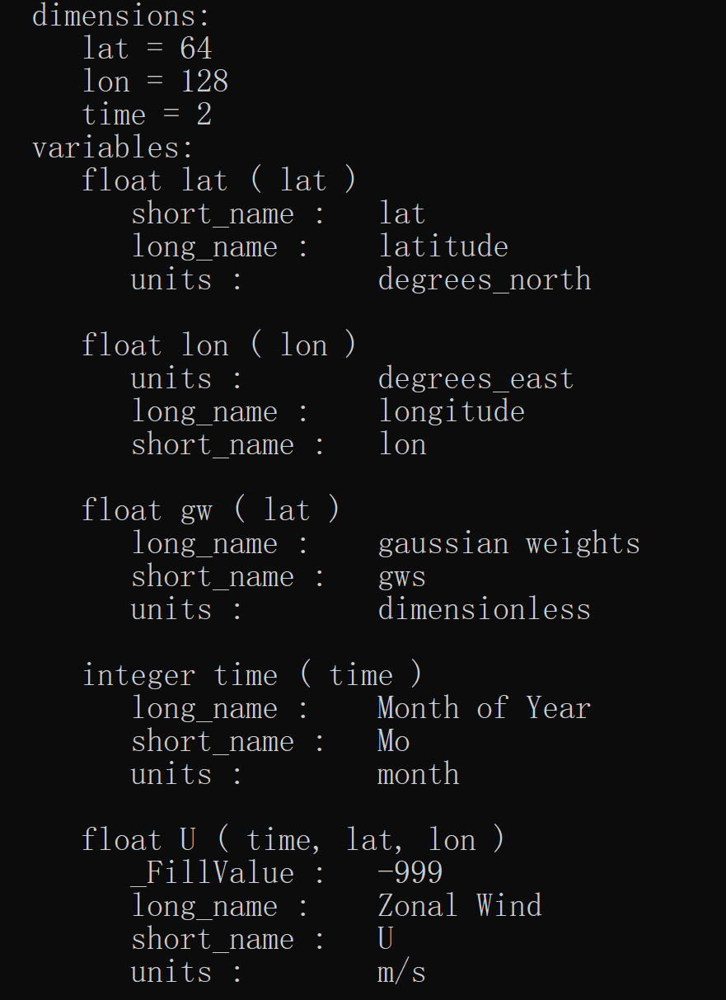 dimensions:
lat = 64
lon = 128
time = 2
variables:
float lat ( lat )
short_name : lat
long_name : latitude
units : degrees_north
float lon ( lon )
units : degrees_east
long_name : longitude
short_name : lon
float gw ( lat )
long_name : gaussian weights
short_name : gws
units : dimensionless
integer time ( time )
long_name : Month of Year
short_name : Mo
units : month
float U ( time, lat, lon )
_FillValue : -999
long_name : Zonal Wind
short_name : U
units : m/s